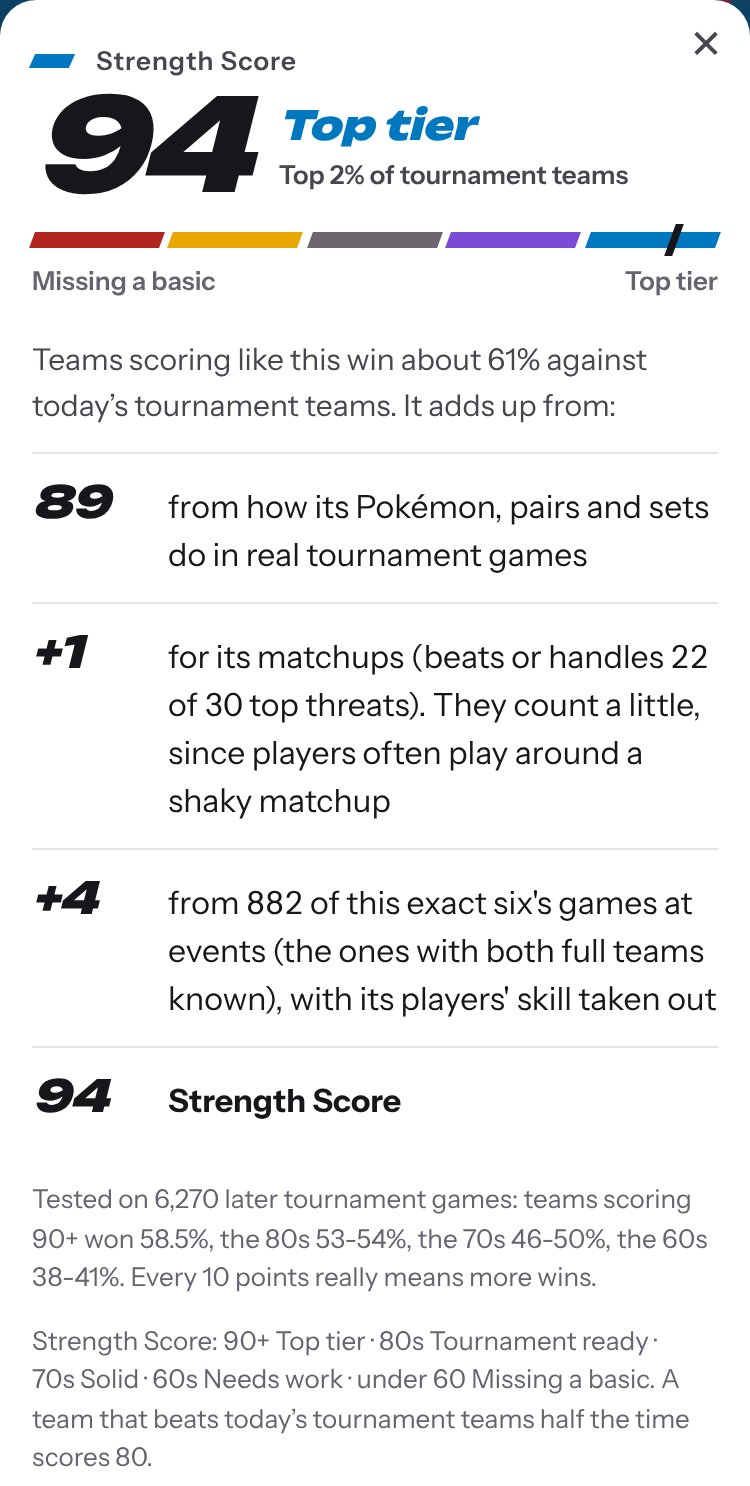 Strength Score
94
Top tier
Top 2% of tournament teams
Missing a basic
Top tier
Teams scoring like this win about 61% against
today’s tournament teams. It adds up from:
89
from how its Pokémon, pairs and sets
do in real tournament games
+1
for its matchups (beats or handles 22
of 30 top threats). They count a little,
since players often play around a
shaky matchup
+4
from 882 of this exact six's games at
events (the ones with both full teams
known), with its players' skill taken out
94
Strength Score
Tested on 6,270 later tournament games: teams scoring
90+ won 58.5%, the 80s 53–54%, the 70s 46–50%, the 60s
38–41%. Every 10 points really means more wins.
Strength Score: 90+ Top tier · 80s Tournament ready ·
70s Solid · 60s Needs work · under 60 Missing a basic. A
team that beats today’s tournament teams half the time
scores 80.